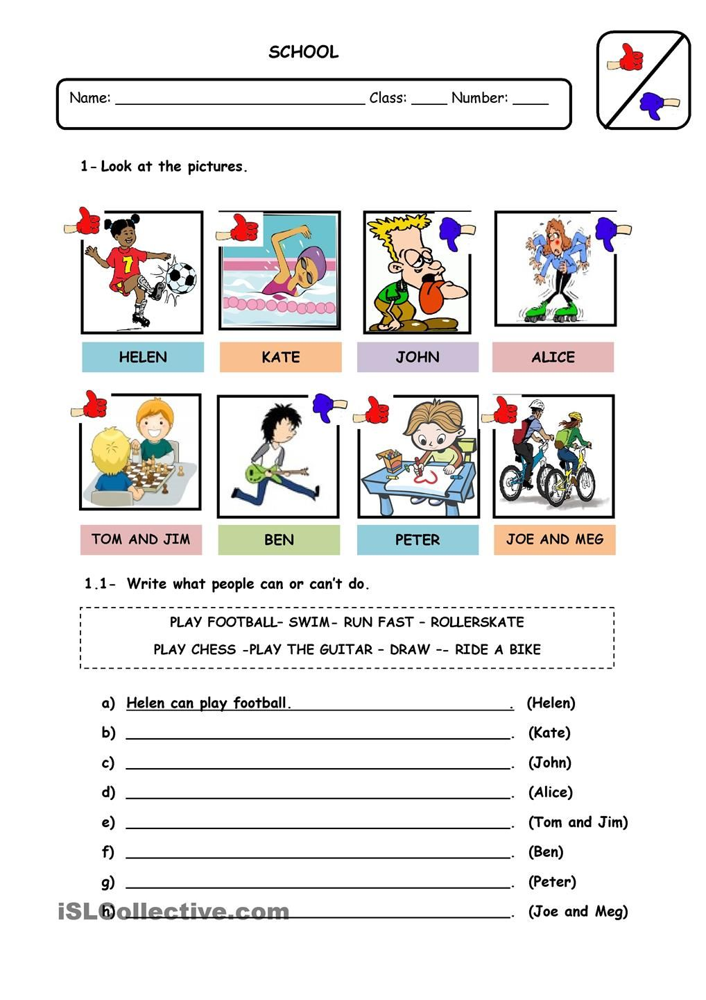 SCHOOL
Name: ______________________________ Class: ____ Number: ____
1- Look at the pictures.
7
HELEN KATE JOHN ALICE
TOM AND JIM BEN PETER JOE AND MEG
1.1- Write what people can or can't do.
PLAY FOOTBALL– SWIM- RUN FAST – ROLLERSKATE
PLAY CHESS -PLAY THE GUITAR – DRAW –- RIDE A BIKE
a) Helen can play football. . (Helen)
b) ______________________________. (Kate)
c) ______________________________. (John)
d) ______________________________. (Alice)
e) ______________________________. (Tom and Jim)
f) ______________________________. (Ben)
g) ______________________________. (Peter)
h) ______________________________. (Joe and Meg)
iSLCollective.com